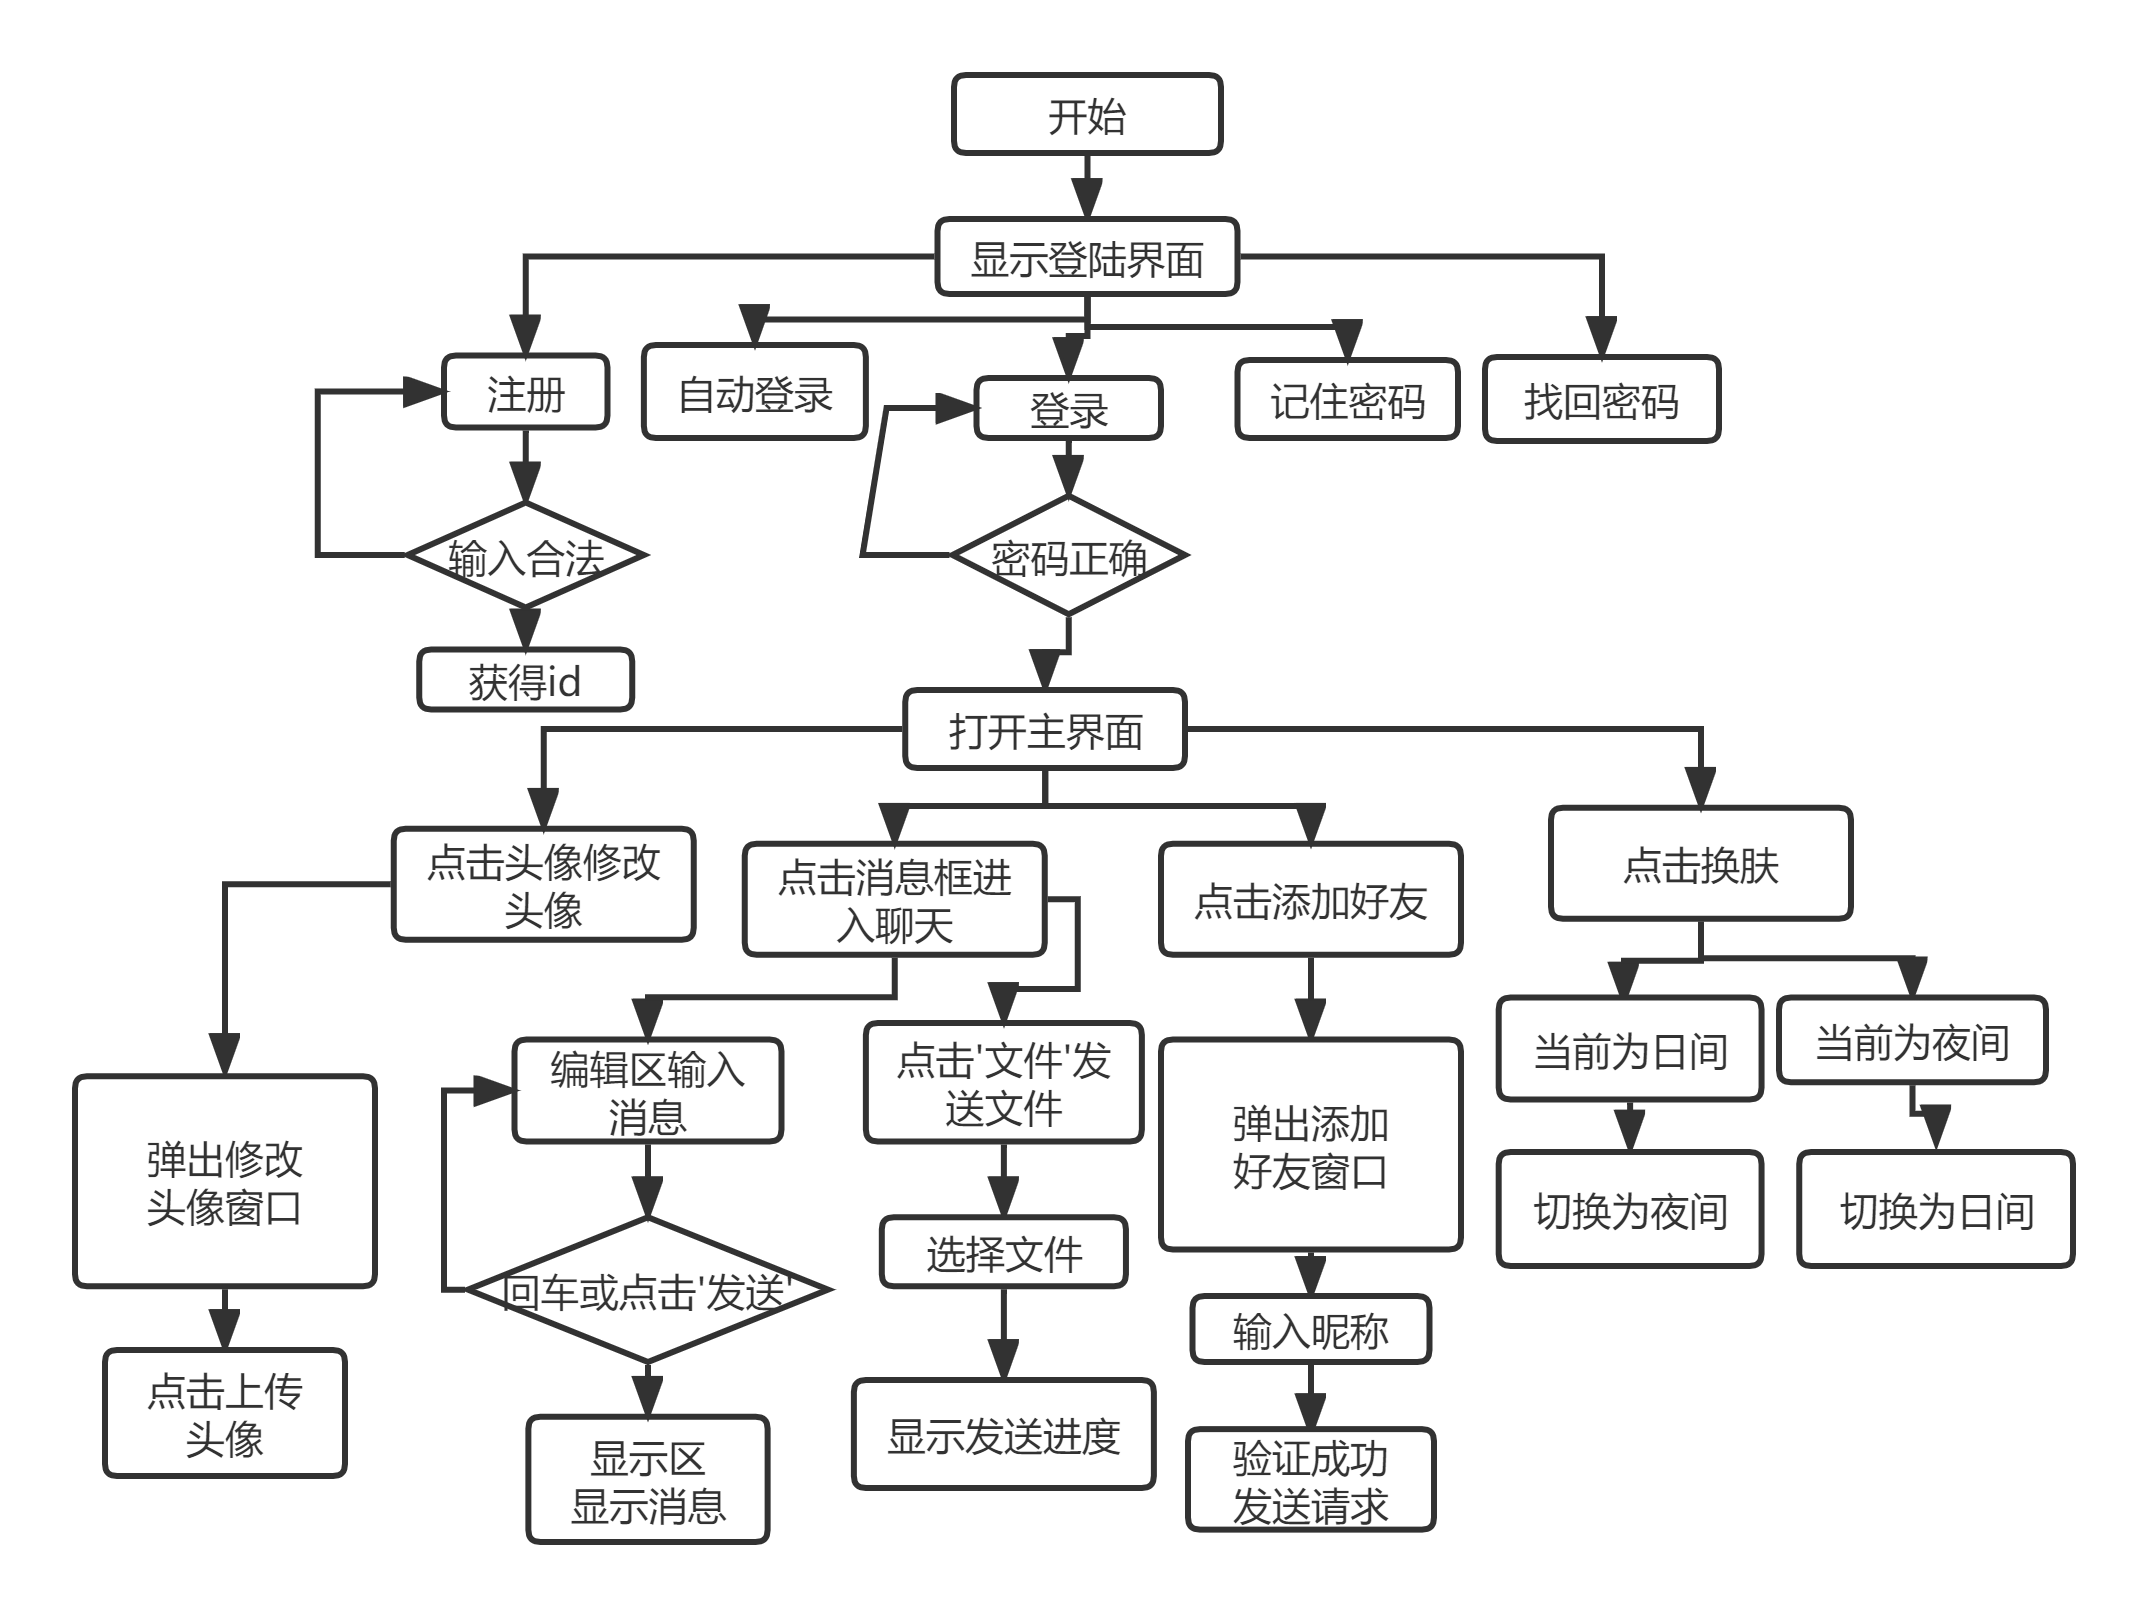 开始
显示登陆界面
注册
自动登录
登录
记住密码
找回密码
输入合法
密码正确
获得id
打开主界面
点击头像修改
头像
点击消息框进
入聊天
点击添加好友
点击换肤
编辑区输入
消息
点击'文件'发
送文件
当前为日间
当前为夜间
弹出修改
头像窗口
弹出添加
好友窗口
切换为夜间
切换为日间
回车或点击'发送'
选择文件
输入昵称
点击上传
头像
显示区
显示消息
显示发送进度
验证成功
发送请求